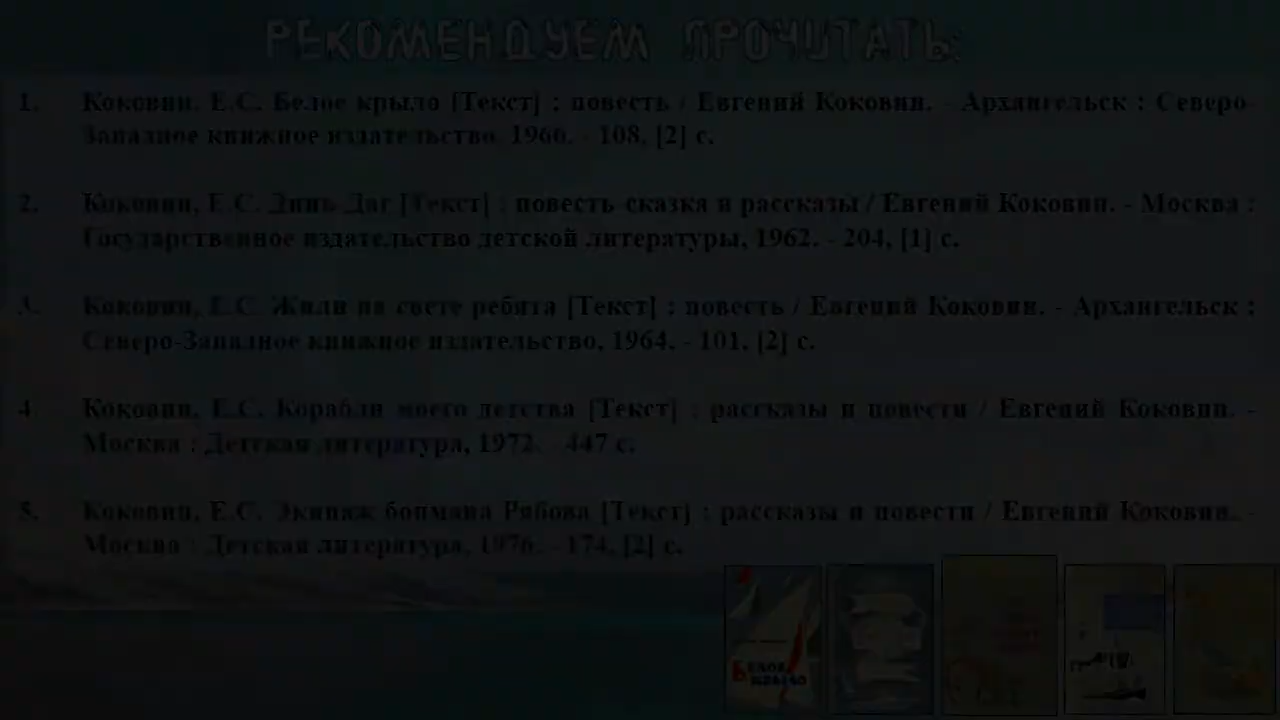 РЕКОМЕНДУЕМ ПРОЧИТАТЬ:
1. Коковин, Е.С. Белое крыло [Текст] : повесть / Евгений Коковин. - Архангельск : Северо-
Западное книжное издательство, 1966. - 108, [2] с.
2. Коковин, Е.С. Динь Даг [Текст] : повесть сказка и рассказы / Евгений Коковин. - Москва :
Государственное издательство детской литературы, 1962. - 204, [1] с.
3. Коковин, Е.С. Жили на свете ребята [Текст] : повесть / Евгений Коковин. - Архангельск :
Северо-Западное книжное издательство, 1964. - 101, [2] с.
4. Коковин, Е.С. Корабли моего детства [Текст] : рассказы и повести / Евгений Коковин. -
Москва : Детская литература, 1972. - 447 с.
5. Коковин, Е.С. Экипаж боцмана Рябова [Текст] : рассказы и повести / Евгений Коковин. -
Москва : Детская литература, 1976. - 174, [2] с.
БЕЛОЕ
КРЫЛО